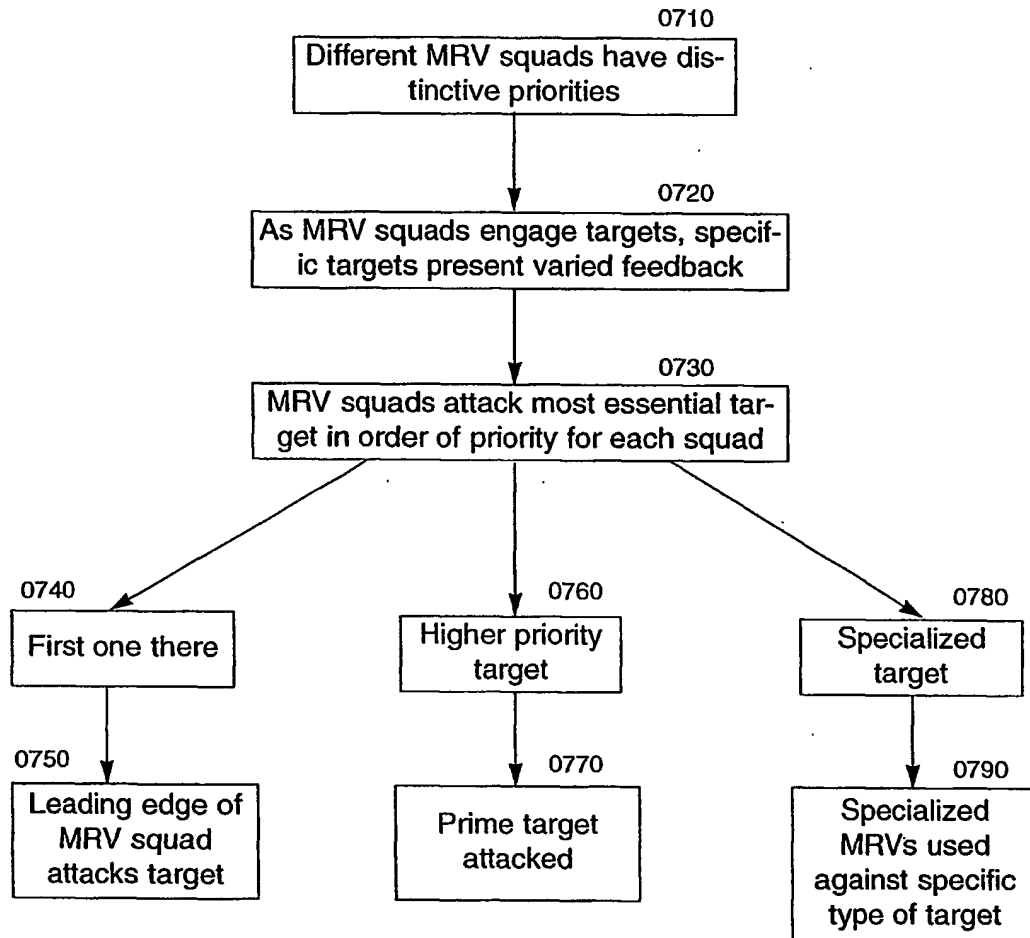 0710
Different MRV squads have dis-
tinctive priorities
0720
As MRV squads engage targets, specif-
ic targets present varied feedback
0730
MRV squads attack most essential tar-
get in order of priority for each squad
0740
First one there
0750
Leading edge of
MRV squad
attacks target
0760
Higher priority
target
0770
Prime target
attacked
0780
Specialized
target
0790
Specialized
MRVs used
against specific
type of target